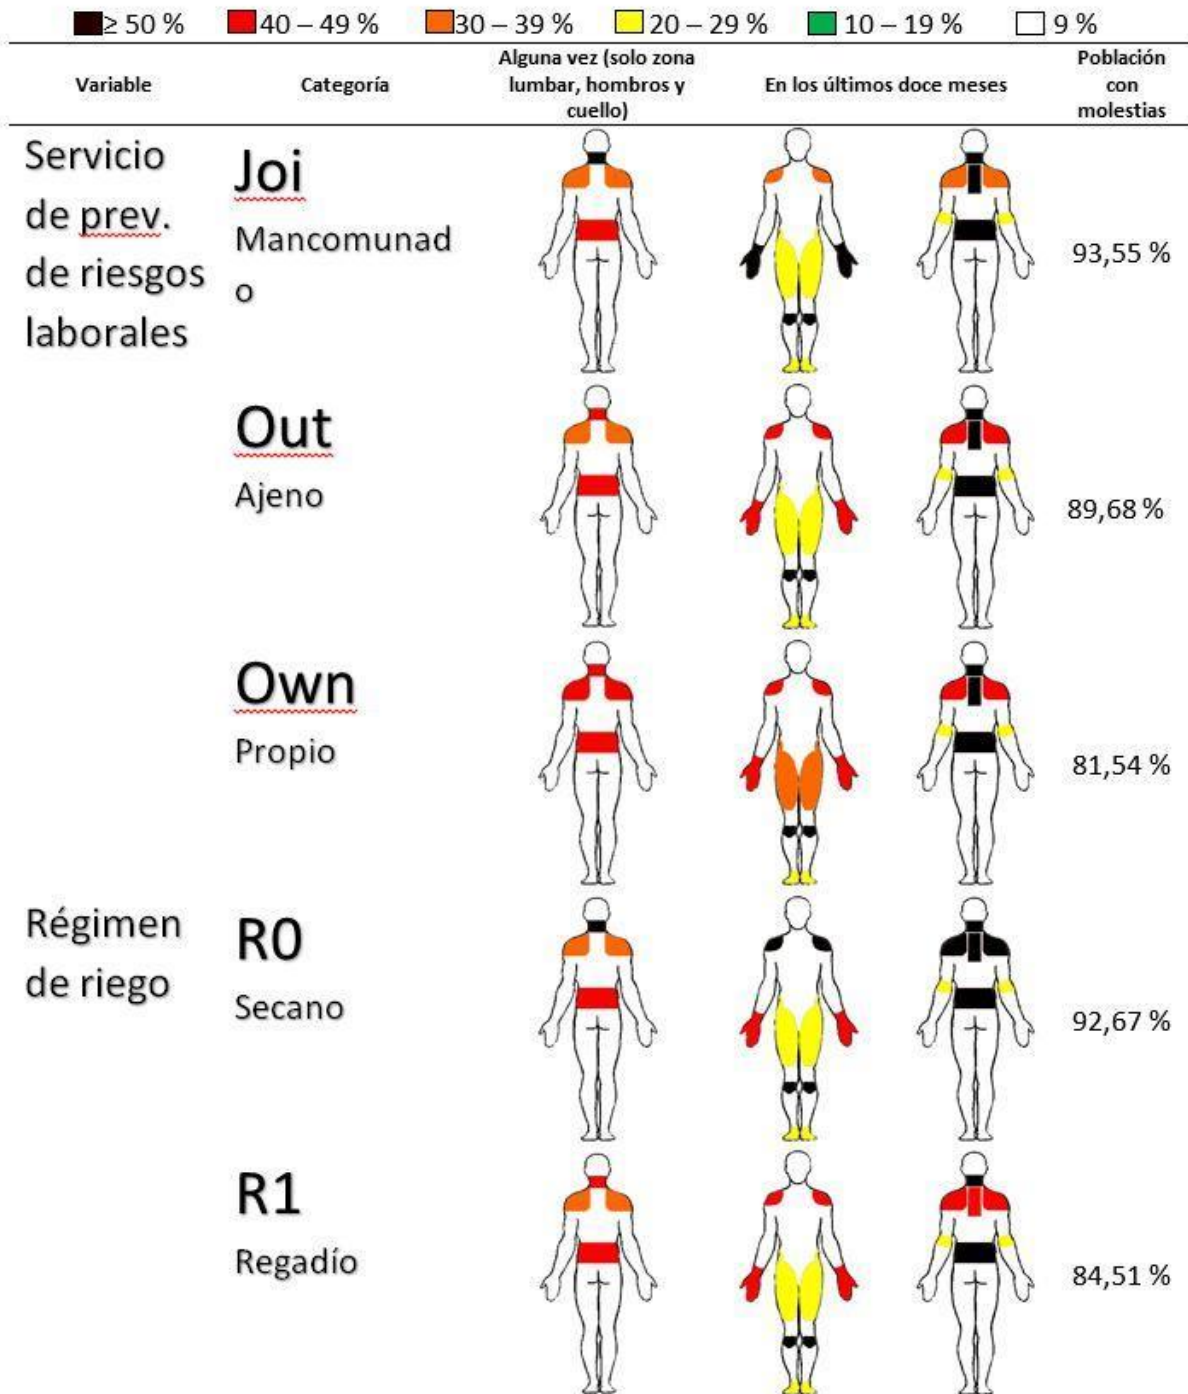 ≥ 50 % 40 – 49 % 30 – 39 % 20 – 29 % 10 – 19 % 9 %
Variable Categoría Alguna vez (solo zona lumbar, hombros y cuello) En los últimos doce meses Población con molestias
Servicio
de prev.
de riesgos
laborales
Joi
Mancomunad
o
93,55 %
Out
Ajeno
89,68 %
Own
Propio
81,54 %
Régimen
de riego
R0
Secano
92,67 %
R1
Regadío
84,51 %